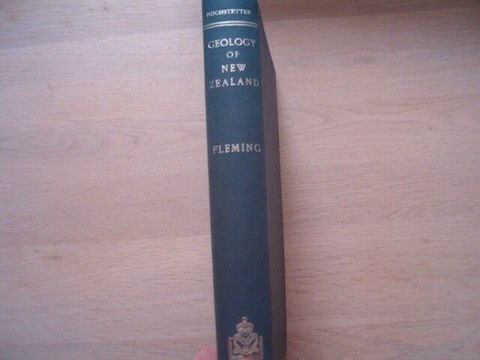 HOCHSTETTER
GEOLOGY
OF
NEW
ZEALAND
FLEMING